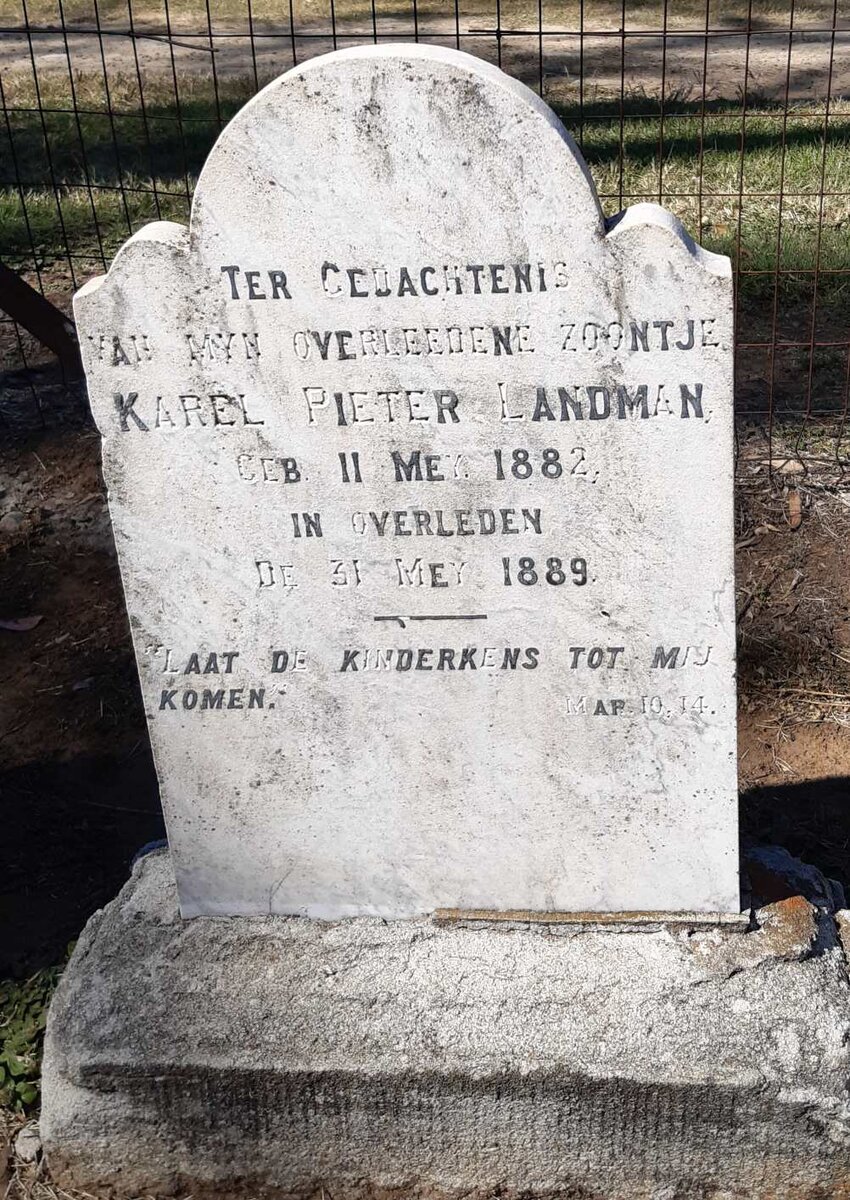 TER GEDACHTENIS
VAN MYN OVERLEEDENE ZOONTJE
KAREL PIETER LANDMAN,
GEB. 11 MEY. 1882,
IN OVERLEDEN
DE 31 MEY 1889.
"LAAT DE KINDERKENS TOT MIJ
KOMEN."
MAR. 10, 14.